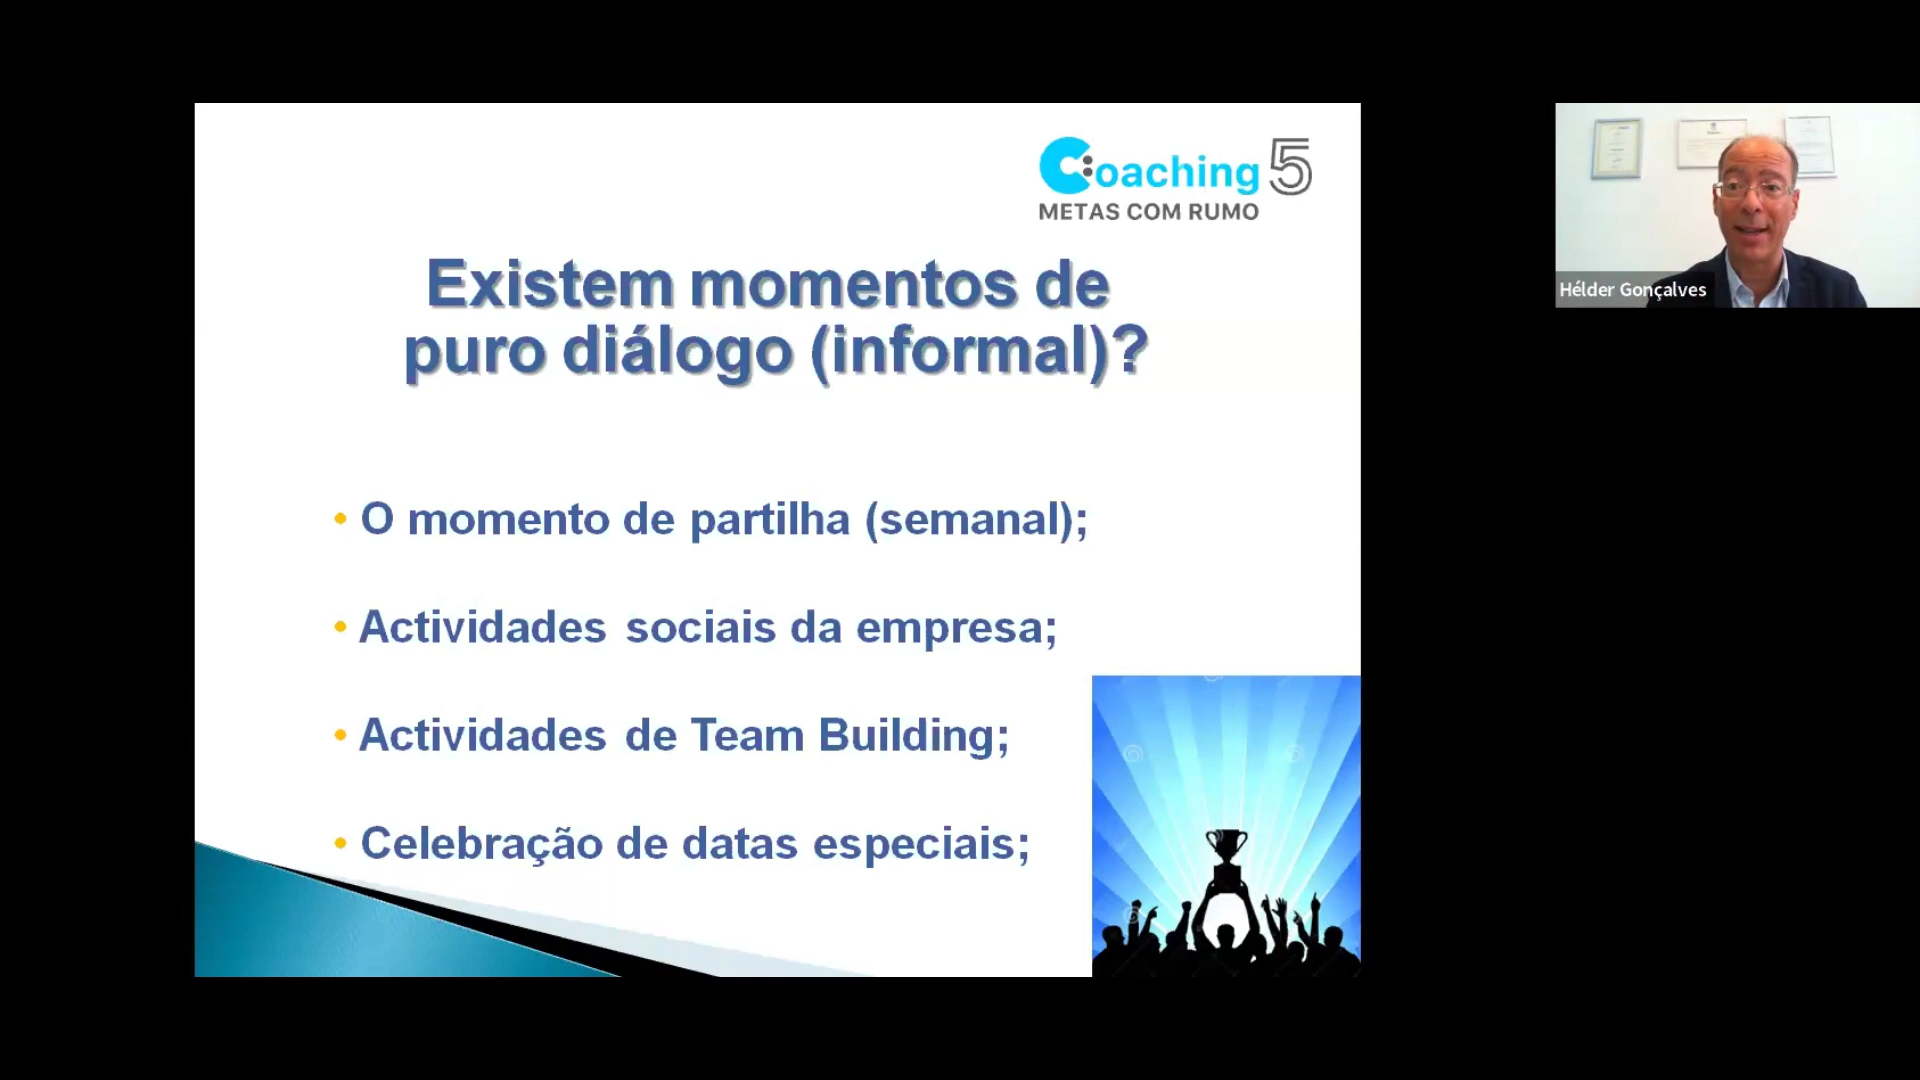 Coaching 5
METAS COM RUMO
Existem momentos de
puro diálogo (informal)?
• O momento de partilha (semanal);
• Actividades sociais da empresa;
• Actividades de Team Building;
• Celebração de datas especiais;
Hélder Gonçalves